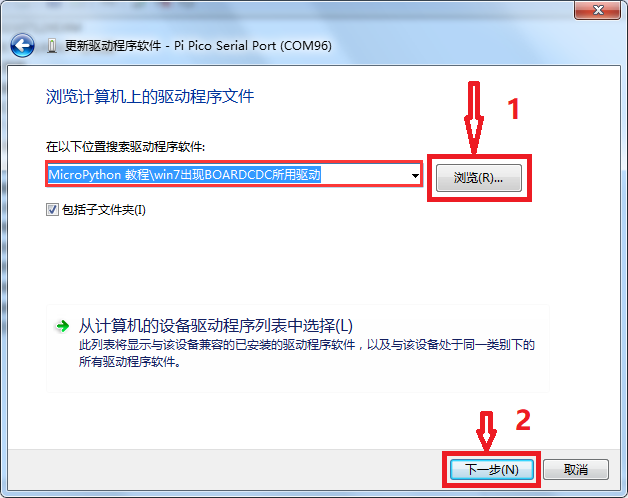 更新驱动程序软件 - Pi Pico Serial Port (COM96)
浏览计算机上的驱动程序文件
1
在以下位置搜索驱动程序软件:
MicroPython 教程\win7出现BOARDCDC所用驱动
浏览(R)...
包括子文件夹(I)
从计算机的设备驱动程序列表中选择(L)
此列表将显示与该设备兼容的已安装的驱动程序软件，以及与该设备处于同一类别下的
所有驱动程序软件。
2
下一步(N)
取消